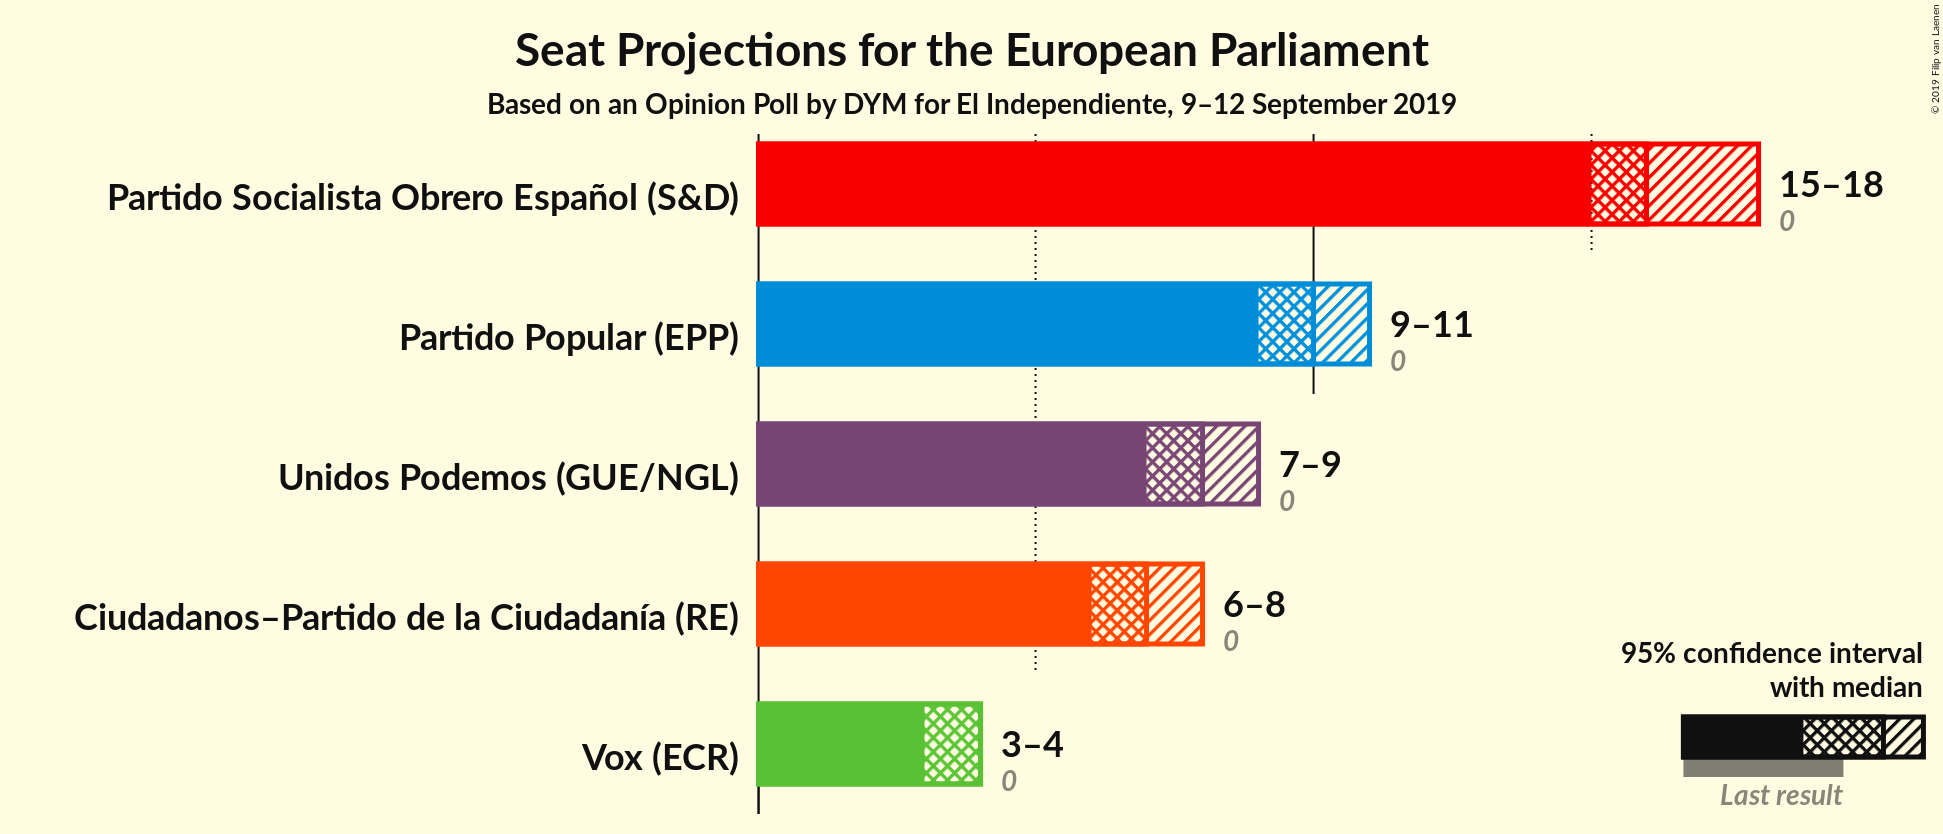 Seat Projections for the European Parliament
Based on an Opinion Poll by DYM for El Independiente, 9–12 September 2019
© 2019 Filip van Laenen
Partido Socialista Obrero Español (S&D)
15–18
0
Partido Popular (EPP)
9–11
0
Unidos Podemos (GUE/NGL)
7–9
0
Ciudadanos–Partido de la Ciudadanía (RE)
6–8
0
Vox (ECR)
3–4
0
95% confidence interval
with median
Last result